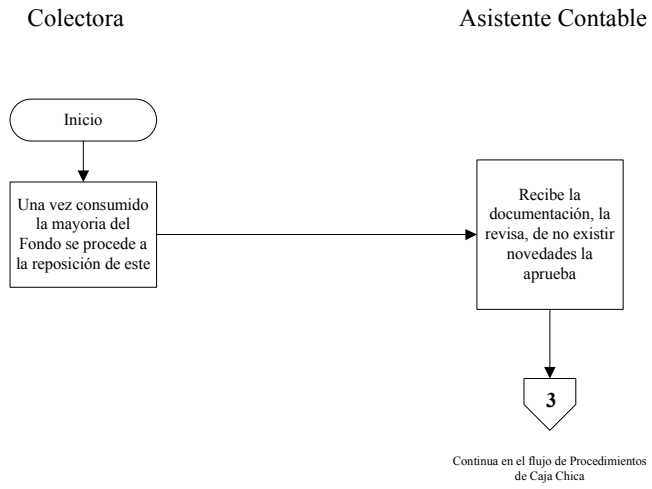 Colectora
Asistente Contable
Inicio
Una vez consumido
la mayoria del
Fondo se procede a
la reposición de este
Recibe la
documentación, la
revisa, de no existir
novedades la
aprueba
3
Continua en el flujo de Procedimientos
de Caja Chica